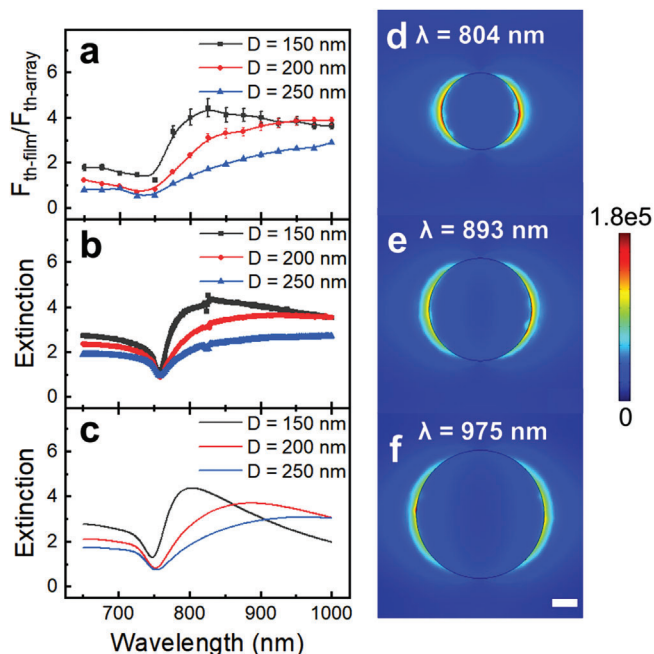 a
D = 150 nm
D = 200 nm
D = 250 nm
F_th-film/F_th-array
6
4
2
0
b
D = 150 nm
D = 200 nm
D = 250 nm
Extinction
6
4
2
0
c
D = 150 nm
D = 200 nm
D = 250 nm
Extinction
6
4
2
0
700 800 900 1000
Wavelength (nm)
d λ = 804 nm
e λ = 893 nm
f λ = 975 nm
1.8e5
0